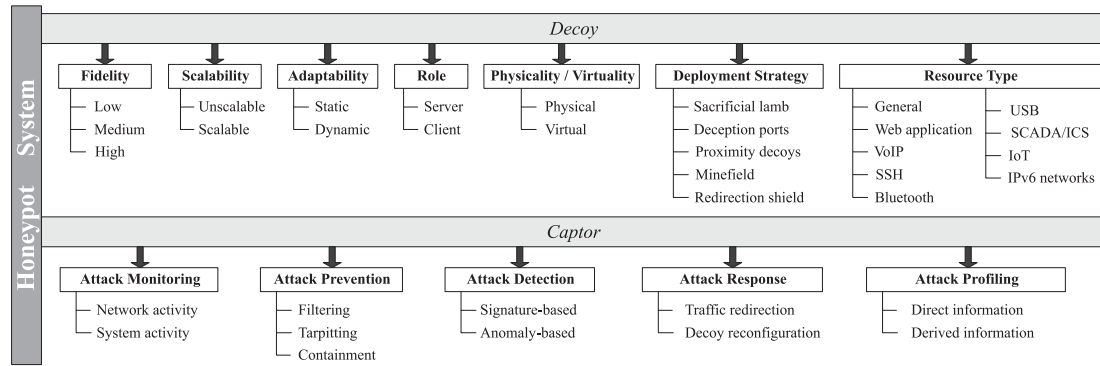 Honeypot System
Decoy
Fidelity
Low
Medium
High
Scalability
Unscalable
Scalable
Adaptability
Static
Dynamic
Role
Server
Client
Physicality / Virtuality
Physical
Virtual
Deployment Strategy
Sacrificial lamb
Deception ports
Proximity decoys
Minefield
Redirection shield
Resource Type
General
Web application
VoIP
SSH
Bluetooth
USB
SCADA/ICS
IoT
IPv6 networks
Captor
Attack Monitoring
Network activity
System activity
Attack Prevention
Filtering
Tarpitting
Containment
Attack Detection
Signature-based
Anomaly-based
Attack Response
Traffic redirection
Decoy reconfiguration
Attack Profiling
Direct information
Derived information